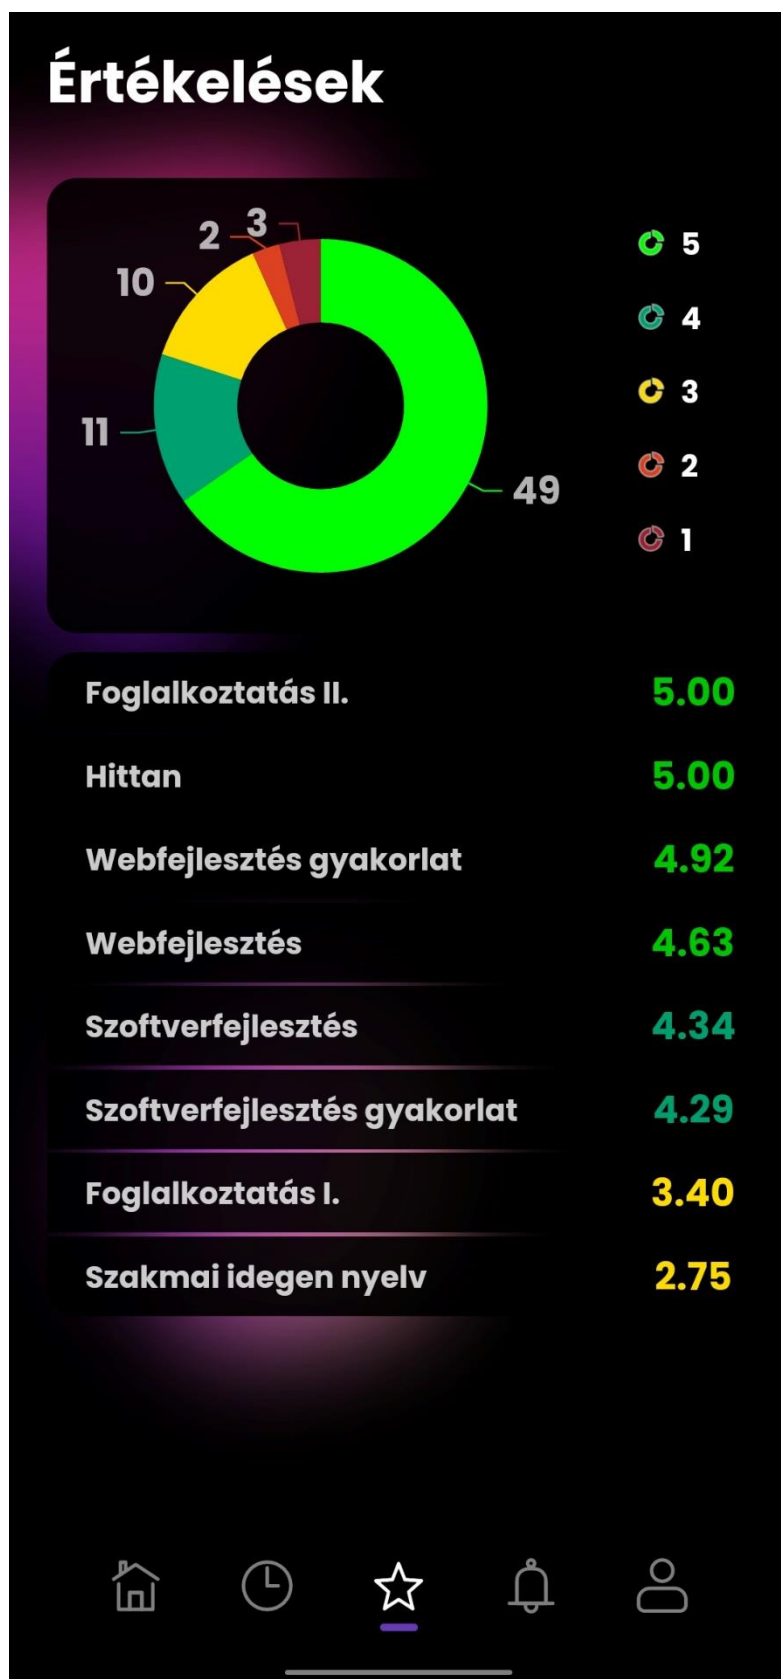 Értékelések
3
2
10
11
49
5
4
3
2
1
Foglalkoztatás II. 5.00
Hittan 5.00
Webfejlesztés gyakorlat 4.92
Webfejlesztés 4.63
Szoftverfejlesztés 4.34
Szoftverfejlesztés gyakorlat 4.29
Foglalkoztatás I. 3.40
Szakmai idegen nyelv 2.75